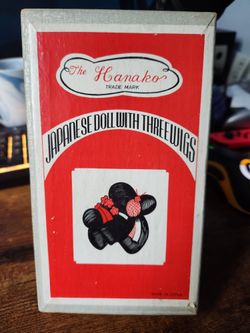 The Hanako
TRADE MARK
JAPANESE DOLL WITH THREE WIGS
MADE IN JAPAN